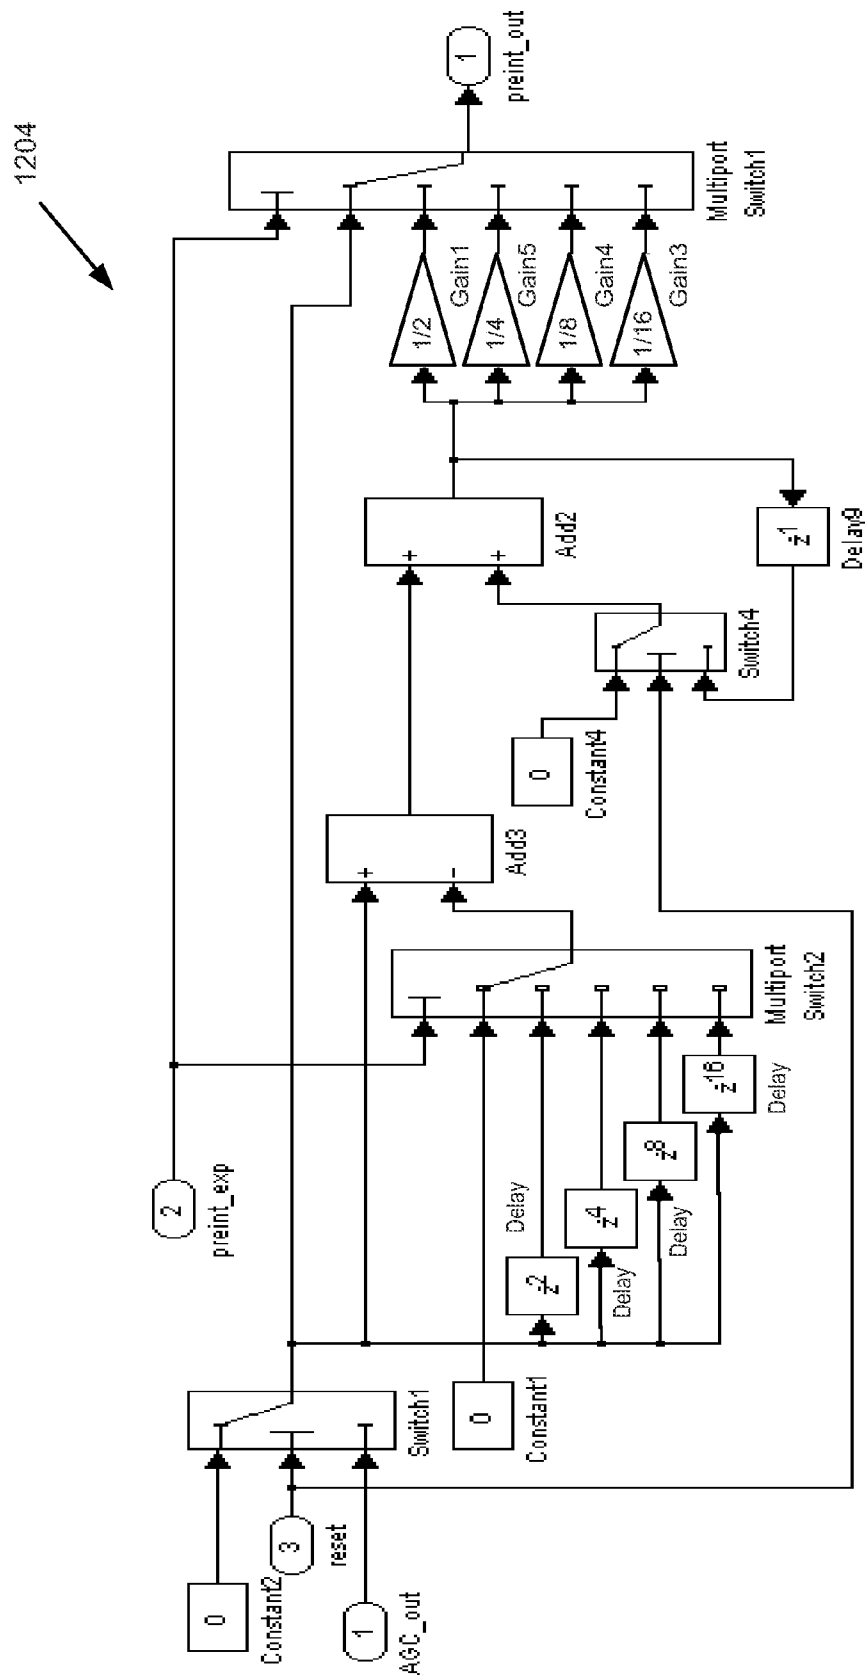 1204
0
Constant2
3
reset
1
AGC_out
Switch1
2
preint_exp
0
Constant1
z-2
Delay
z-4
Delay
z-8
Delay
z-16
Delay
Multiport
Switch2
+
-
Add3
0
Constant4
Switch4
+
+
Add2
z-1
Delay9
1/2
Gain1
1/4
Gain5
1/8
Gain4
1/16
Gain3
Multiport
Switch1
1
preint_out